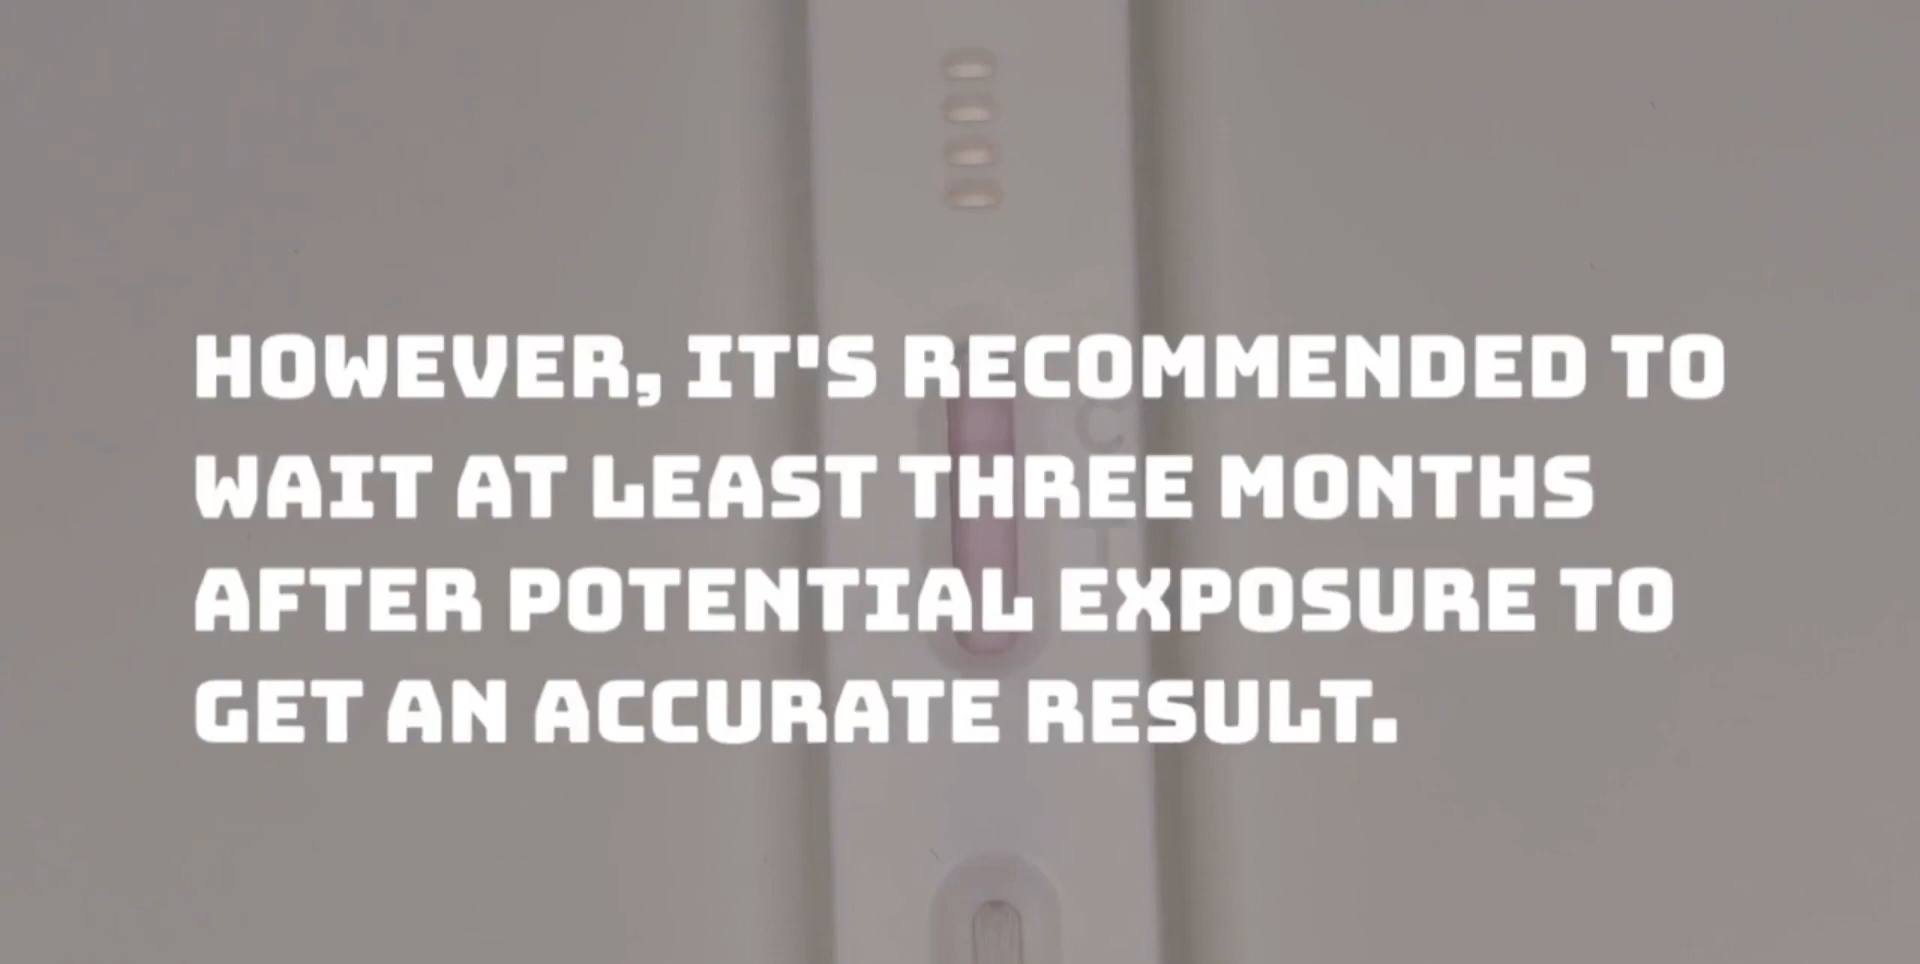 HOWEVER, IT'S RECOMMENDED TO
WAIT AT LEAST THREE MONTHS
AFTER POTENTIAL EXPOSURE TO
GET AN ACCURATE RESULT.
C
T